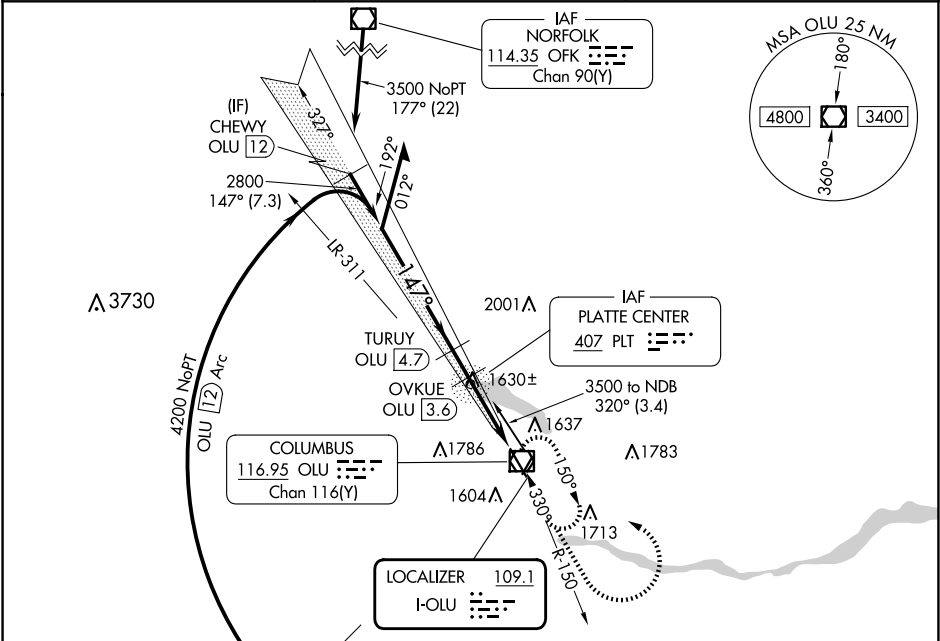 IAF
NORFOLK
114.35 OFK
Chan 90(Y)
MSA OLU 25 NM
180°
4800
3400
360°
3500 NoPT
177° (22)
(IF)
CHEWY
OLU 12
327°
192°
012°
2800
147° (7.3)
LR-311
147°
3730
4200 NoPT
OLU 12 Arc
2001
IAF
PLATTE CENTER
407 PLT
TURUY
OLU 4.7
1630±
OVKUE
OLU 3.6
3500 to NDB
320° (3.4)
1637
1786
1783
COLUMBUS
116.95 OLU
Chan 116(Y)
150°
1604
330°
1713
R-150
LOCALIZER 109.1
I-OLU